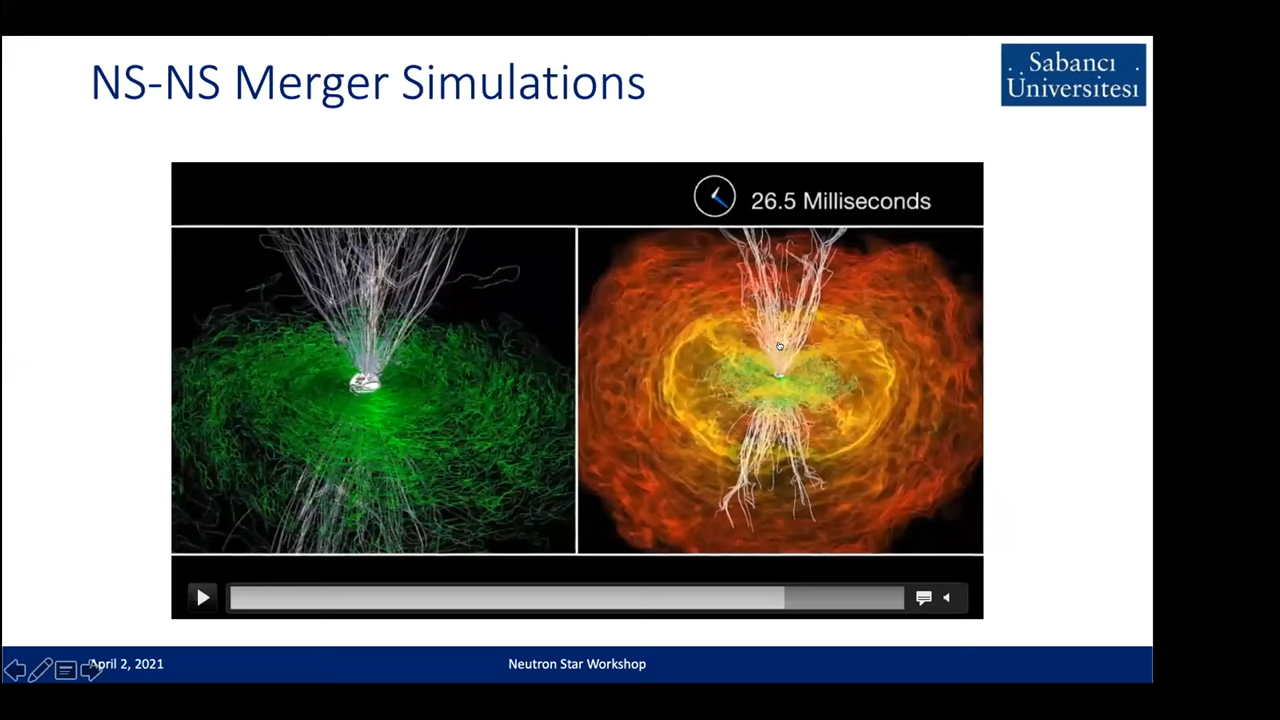 NS-NS Merger Simulations
. Sabancı .
Üniversitesi
26.5 Milliseconds
April 2, 2021
Neutron Star Workshop